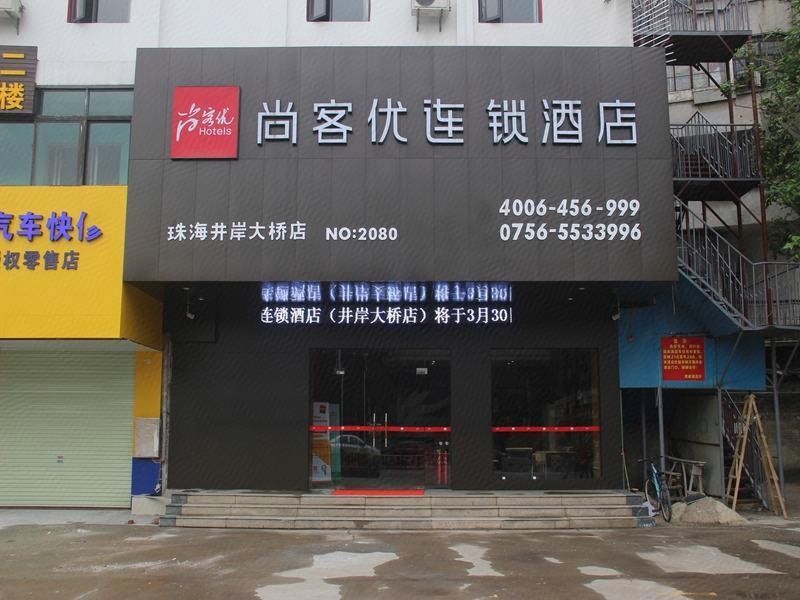 二
楼
尚客优
Hotels
尚客优连锁酒店
4006-456-999
0756-5533996
珠海井岸大桥店 NO:2080
汽车快修
权零售店
连锁酒店（井岸大桥店）将于3月30